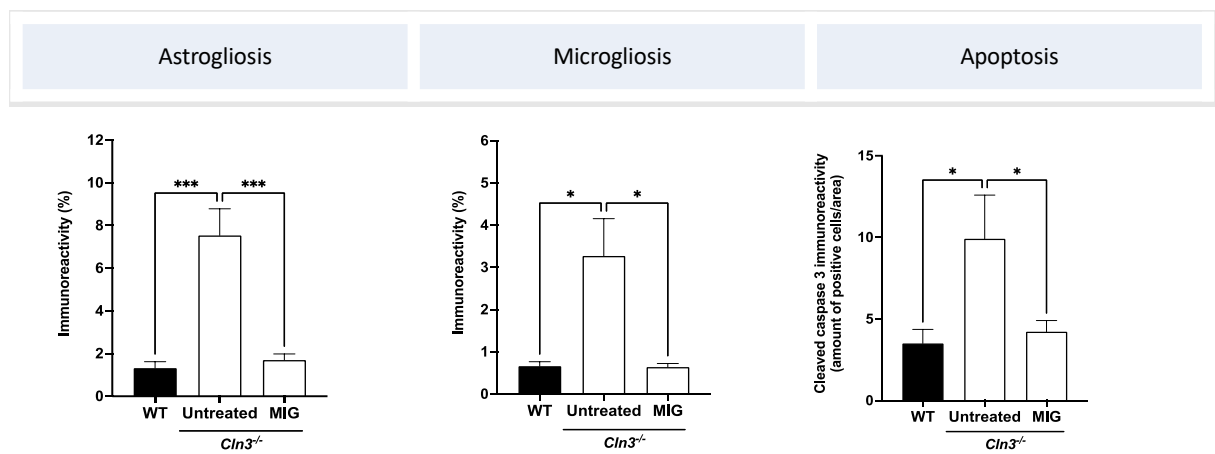 Astrogliosis
Microgliosis
Apoptosis
Immunoreactivity (%)
12
10
8
6
4
2
0
***
***
WT
Untreated
MIG
Cln3-/-
Immunoreactivity (%)
6
5
4
3
2
1
0
*
*
WT
Untreated
MIG
Cln3-/-
Cleaved caspase 3 immunoreactivity
(amount of positive cells/area)
15
10
5
0
*
*
WT
Untreated
MIG
Cln3-/-